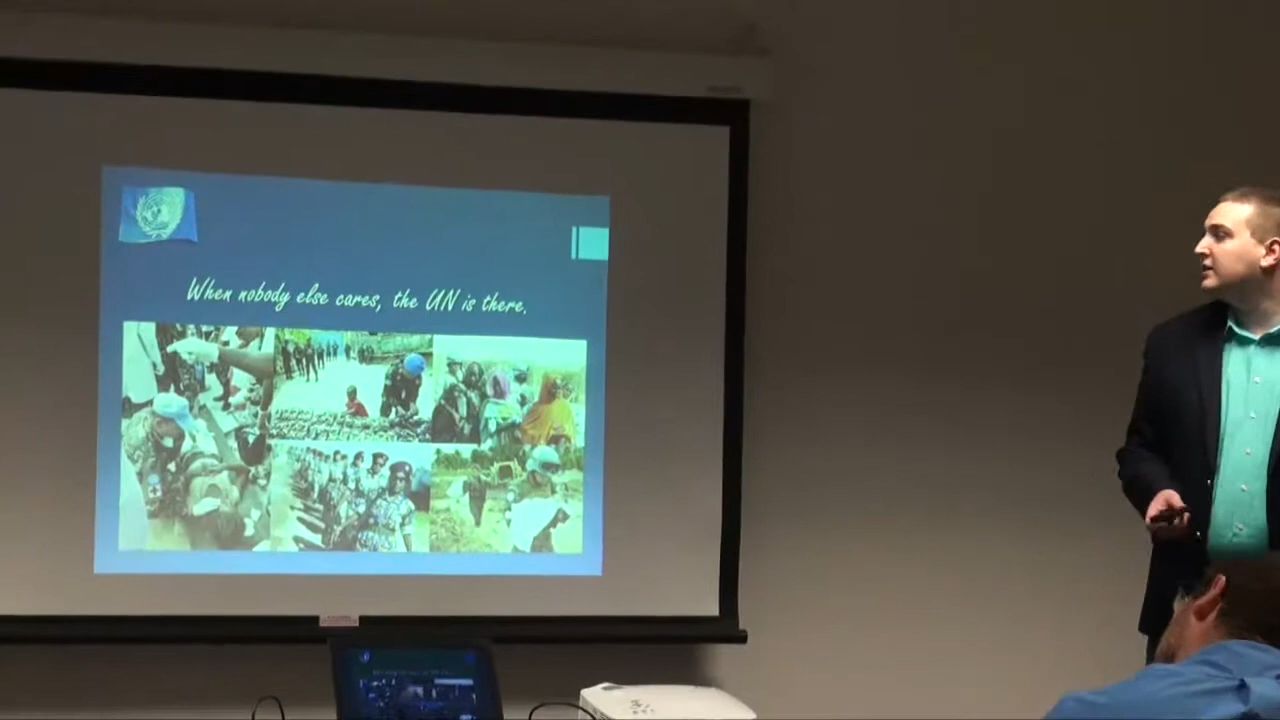 When nobody else cares, the UN is there.